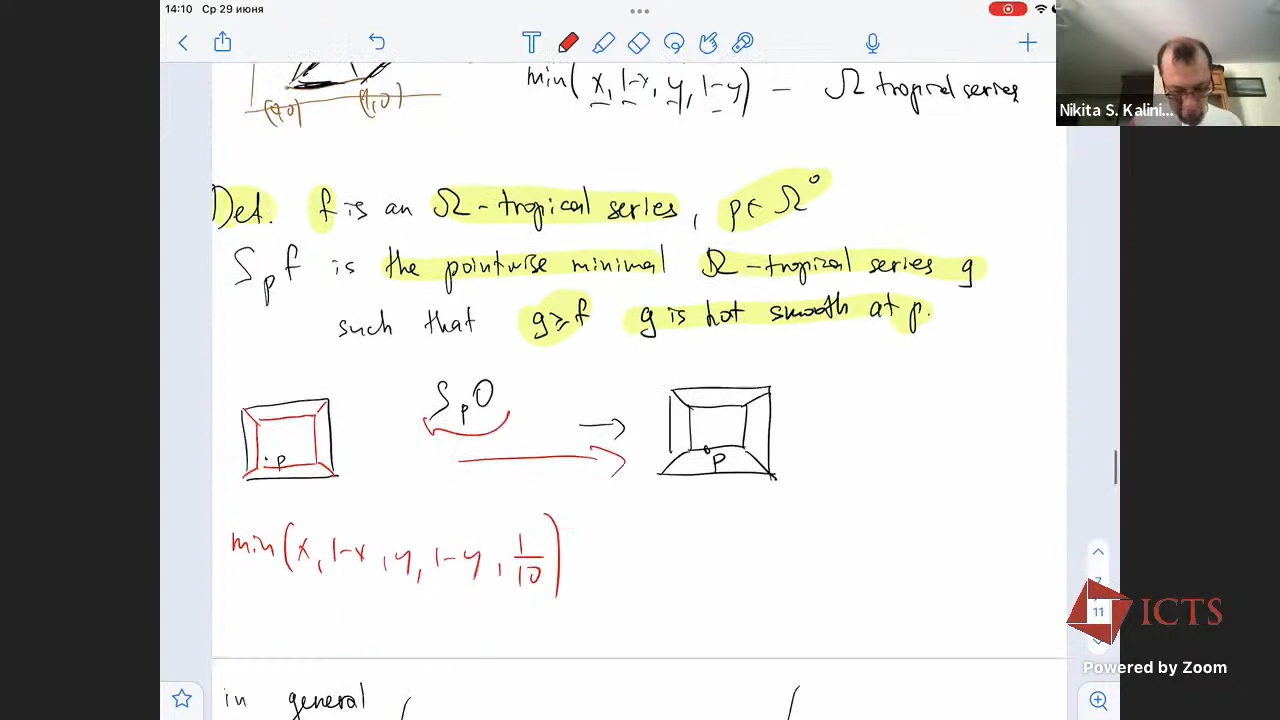 14:10 Ср 29 июня
(0,0) (1,0)
min( x, 1-x, y, 1-y) — Ω tropical series
Nikita S. Kalini...
Def. f is an Ω-tropical series, p ∈ Ω°
S_p f is the pointwise minimal Ω-tropical series g
such that g ≥ f g is not smooth at p.
S_p 0 →
p
p
min(x, 1-x, y, 1-y, 1/10)
7
11
ICTS
Powered by Zoom
in general